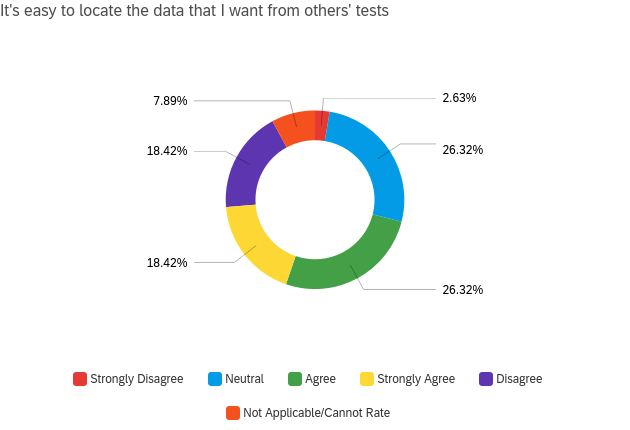 It's easy to locate the data that I want from others' tests
7.89% 2.63%
18.42% 26.32%
18.42% 26.32%
Strongly Disagree Neutral Agree Strongly Agree Disagree
Not Applicable/Cannot Rate